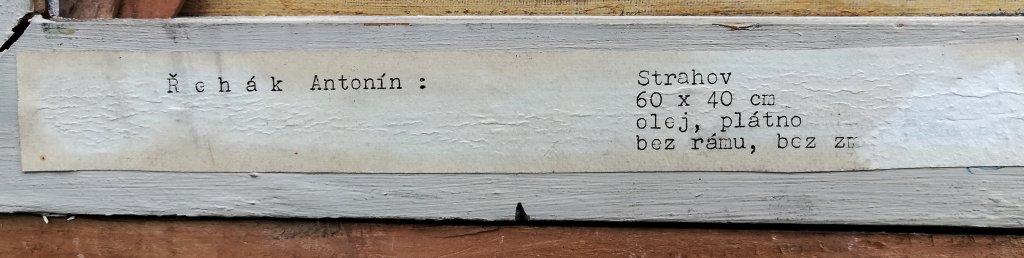 Řehák Antonín :
Strahov
60 x 40 cm
olej, plátno
bez rámu, bez